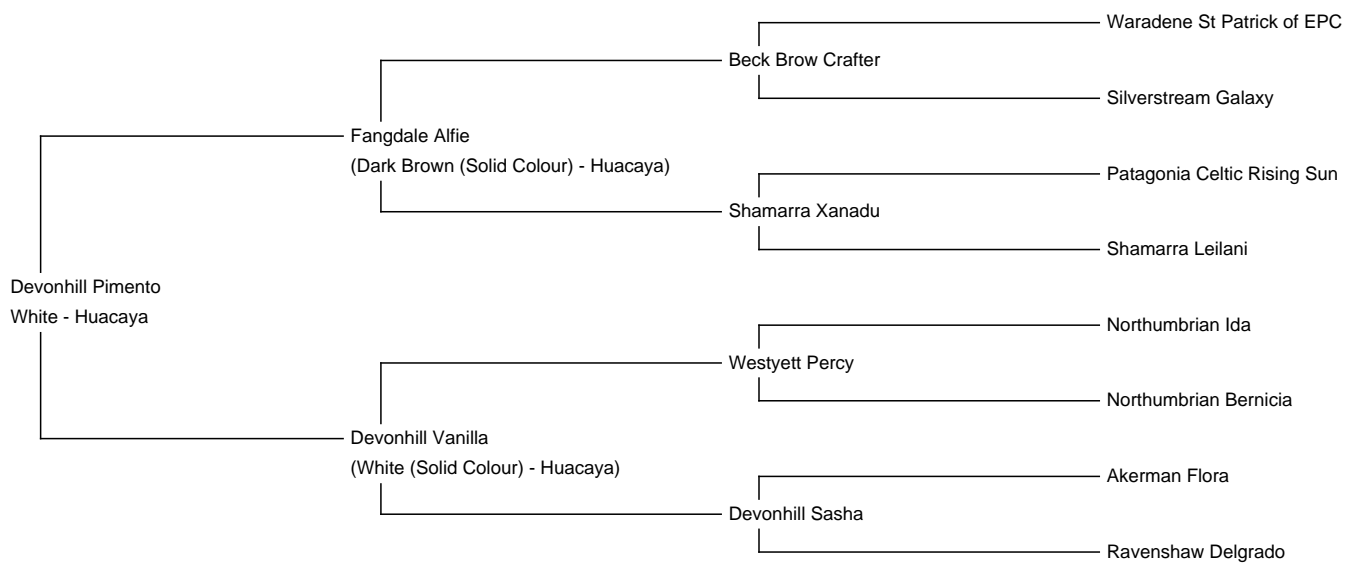 Waradene St Patrick of EPC
Beck Brow Crafter
Silverstream Galaxy
Fangdale Alfie
(Dark Brown (Solid Colour) - Huacaya)
Patagonia Celtic Rising Sun
Shamarra Xanadu
Shamarra Leilani
Devonhill Pimento
White - Huacaya
Northumbrian Ida
Westyett Percy
Northumbrian Bernicia
Devonhill Vanilla
(White (Solid Colour) - Huacaya)
Akerman Flora
Devonhill Sasha
Ravenshaw Delgrado